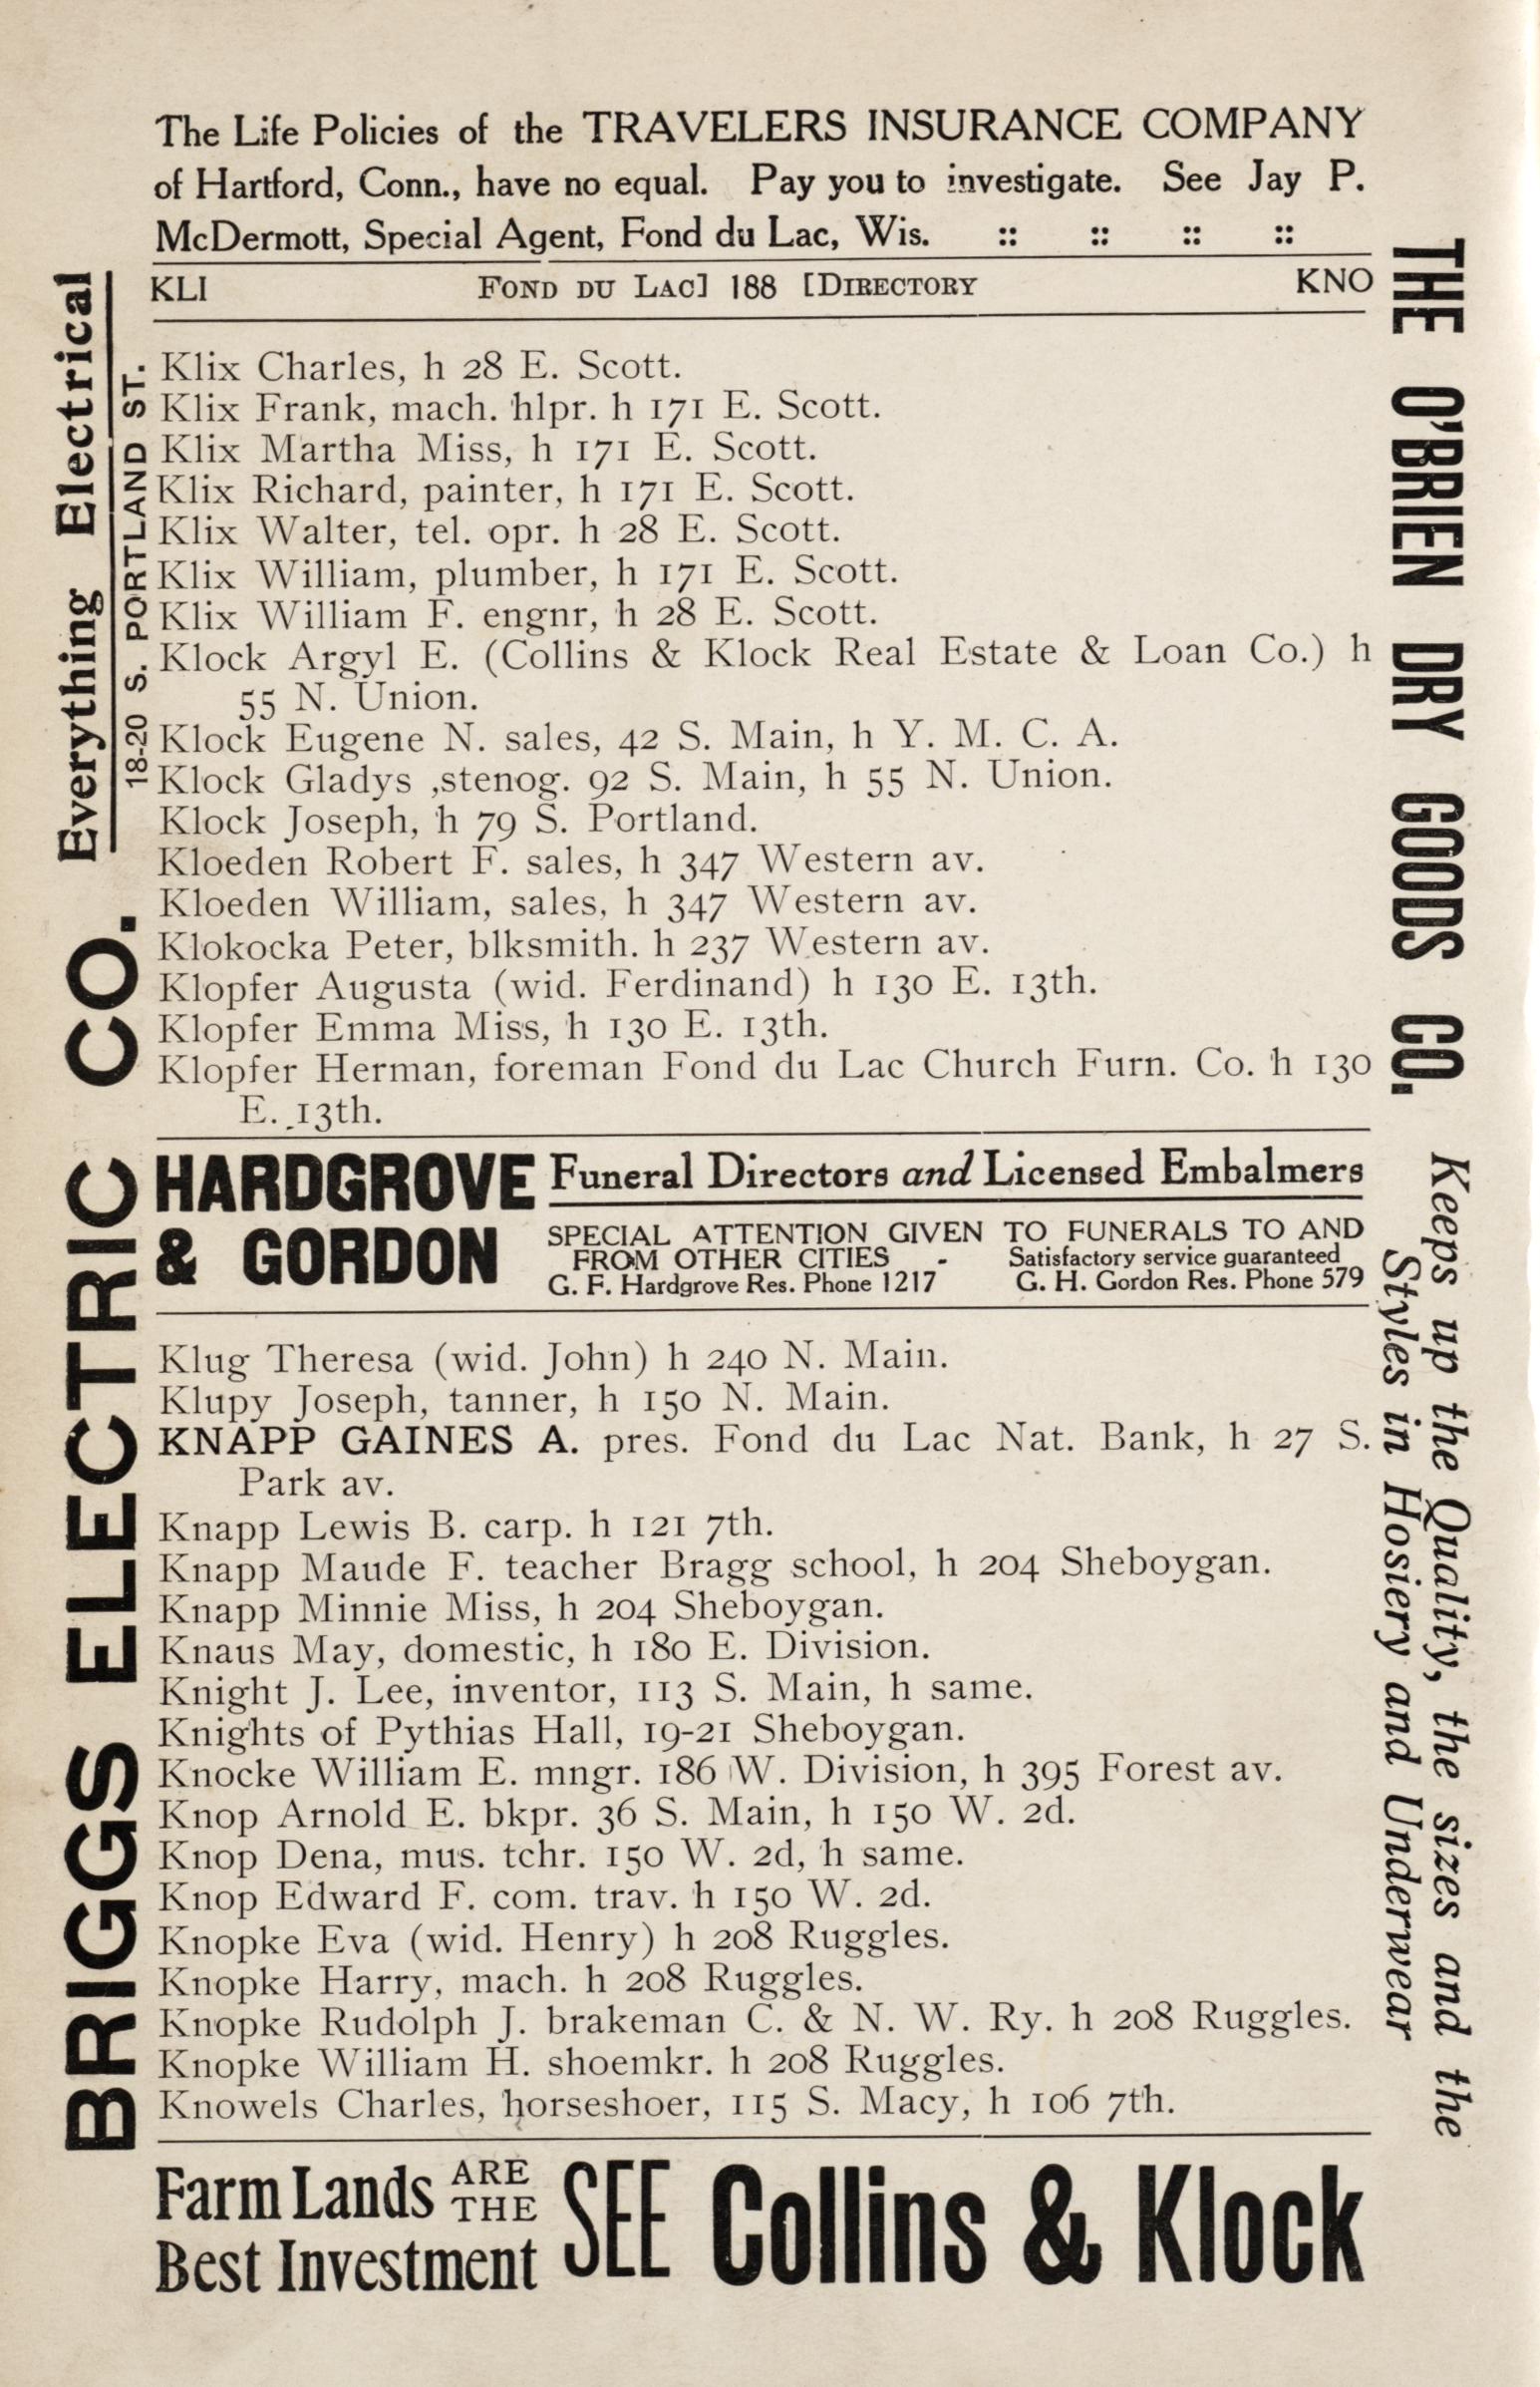 The Life Policies of the TRAVELERS INSURANCE COMPANY
of Hartford, Conn., have no equal. Pay you to investigate. See Jay P.
McDermott, Special Agent, Fond du Lac, Wis. :: :: :: ::
KLI FOND DU LAC] 188 [DIRECTORY KNO
Klix Charles, h 28 E. Scott.
Klix Frank, mach. hlpr. h 171 E. Scott.
Klix Martha Miss, h 171 E. Scott.
Klix Richard, painter, h 171 E. Scott.
Klix Walter, tel. opr. h 28 E. Scott.
Klix William, plumber, h 171 E. Scott.
Klix William F. engnr, h 28 E. Scott.
Klock Argyl E. (Collins & Klock Real Estate & Loan Co.) h
55 N. Union.
Klock Eugene N. sales, 42 S. Main, h Y. M. C. A.
Klock Gladys ,stenog. 92 S. Main, h 55 N. Union.
Klock Joseph, h 79 S. Portland.
Kloeden Robert F. sales, h 347 Western av.
Kloeden William, sales, h 347 Western av.
Klokocka Peter, blksmith. h 237 Western av.
Klopfer Augusta (wid. Ferdinand) h 130 E. 13th.
Klopfer Emma Miss, h 130 E. 13th.
Klopfer Herman, foreman Fond du Lac Church Furn. Co. h 130
E. 13th.
HARDGROVE Funeral Directors and Licensed Embalmers
& GORDON
SPECIAL ATTENTION GIVEN TO FUNERALS TO AND
FROM OTHER CITIES - Satisfactory service guaranteed
G. F. Hardgrove Res. Phone 1217 G. H. Gordon Res. Phone 579
Klug Theresa (wid. John) h 240 N. Main.
Klupy Joseph, tanner, h 150 N. Main.
KNAPP GAINES A. pres. Fond du Lac Nat. Bank, h 27 S.
Park av.
Knapp Lewis B. carp. h 121 7th.
Knapp Maude F. teacher Bragg school, h 204 Sheboygan.
Knapp Minnie Miss, h 204 Sheboygan.
Knaus May, domestic, h 180 E. Division.
Knight J. Lee, inventor, 113 S. Main, h same.
Knights of Pythias Hall, 19-21 Sheboygan.
Knocke William E. mngr. 186 W. Division, h 395 Forest av.
Knop Arnold E. bkpr. 36 S. Main, h 150 W. 2d.
Knop Dena, mus. tchr. 150 W. 2d, h same.
Knop Edward F. com. trav. h 150 W. 2d.
Knopke Eva (wid. Henry) h 208 Ruggles.
Knopke Harry, mach. h 208 Ruggles.
Knopke Rudolph J. brakeman C. & N. W. Ry. h 208 Ruggles.
Knopke William H. shoemkr. h 208 Ruggles.
Knowels Charles, horseshoer, 115 S. Macy, h 106 7th.
Farm Lands ARE THE
Best Investment
SEE Collins & Klock
BRIGGS ELECTRIC CO.
Everything Electrical
18-20 S. PORTLAND ST.
THE O'BRIEN DRY GOODS CO.
Keeps up the Quality, the sizes and the
Styles in Hosiery and Underwear